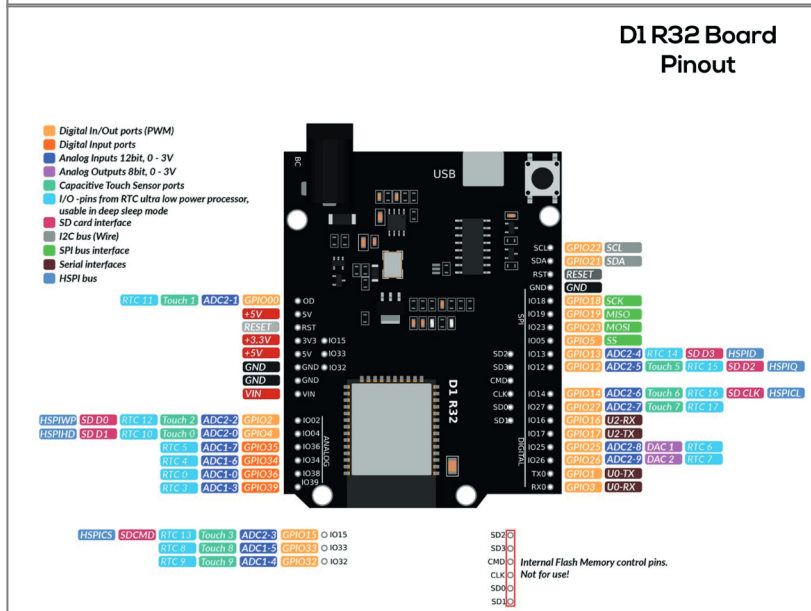 D1 R32 Board
Pinout
Digital In/Out ports (PWM)
Digital Input ports
Analog Inputs 12bit, 0 - 3V
Analog Outputs 8bit, 0 - 3V
Capacitive Touch Sensor ports
I/O -pins from RTC ultra low power processor,
usable in deep sleep mode
SD card interface
I2C bus (Wire)
SPI bus interface
Serial interfaces
HSPI bus
BC
USB
SCL GPIO22 SCL
SDA GPIO21 SDA
RST RESET
GND GND
RTC 11 Touch 1 ADC2-1 GPIO00 OD
+5V 5V
RESET RST
+3.3V 3V3 IO15
+5V 5V IO33
GND GND IO32
GND GND
VIN VIN
SPI
IO18 GPIO18 SCK
IO19 GPIO19 MISO
IO23 GPIO23 MOSI
IO05 GPIO5 SS
SD2 IO13 GPIO13 ADC2-4 RTC 14 SD D3 HSPID
SD3 IO12 GPIO12 ADC2-5 Touch 5 RTC 15 SD D2 HSPIQ
CMD
CLK IO14 GPIO14 ADC2-6 Touch 6 RTC 16 SD CLK HSPICL
SD0 IO27 GPIO27 ADC2-7 Touch 7 RTC 17
SD1 IO16 GPIO16 U2-RX
IO17 GPIO17 U2-TX
IO25 GPIO25 ADC2-8 DAC 1 RTC 6
IO26 GPIO26 ADC2-9 DAC 2 RTC 7
TX0 GPIO1 U0-TX
RX0 GPIO3 U0-RX
DIGITAL
D1 R32
HSPIWP SD D0 RTC 12 Touch 2 ADC2-2 GPIO2 IO02
HSPIHD SD D1 RTC 10 Touch 0 ADC2-0 GPIO4 IO04
RTC 5 ADC1-7 GPIO35 IO36
RTC 4 ADC1-6 GPIO34 IO34
RTC 0 ADC1-0 GPIO36 IO38
RTC 3 ADC1-3 GPIO39 IO39
ANALOG
HSPICS SDCMD RTC 13 Touch 3 ADC2-3 GPIO15 IO15
RTC 8 Touch 8 ADC1-5 GPIO33 IO33
RTC 9 Touch 9 ADC1-4 GPIO32 IO32
SD2
SD3
CMD Internal Flash Memory control pins.
CLK Not for use!
SD0
SD1